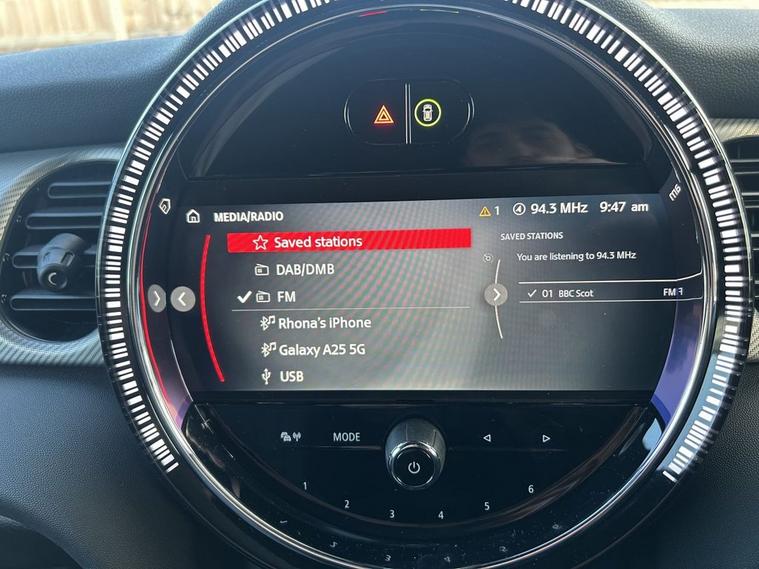 MEDIA/RADIO
1 94.3 MHz 9:47 am
Saved stations
DAB/DMB
FM
Rhona's iPhone
Galaxy A25 5G
USB
SAVED STATIONS
You are listening to 94.3 MHz
01 BBC Scot FM
MODE
1 2 3 4 5 6